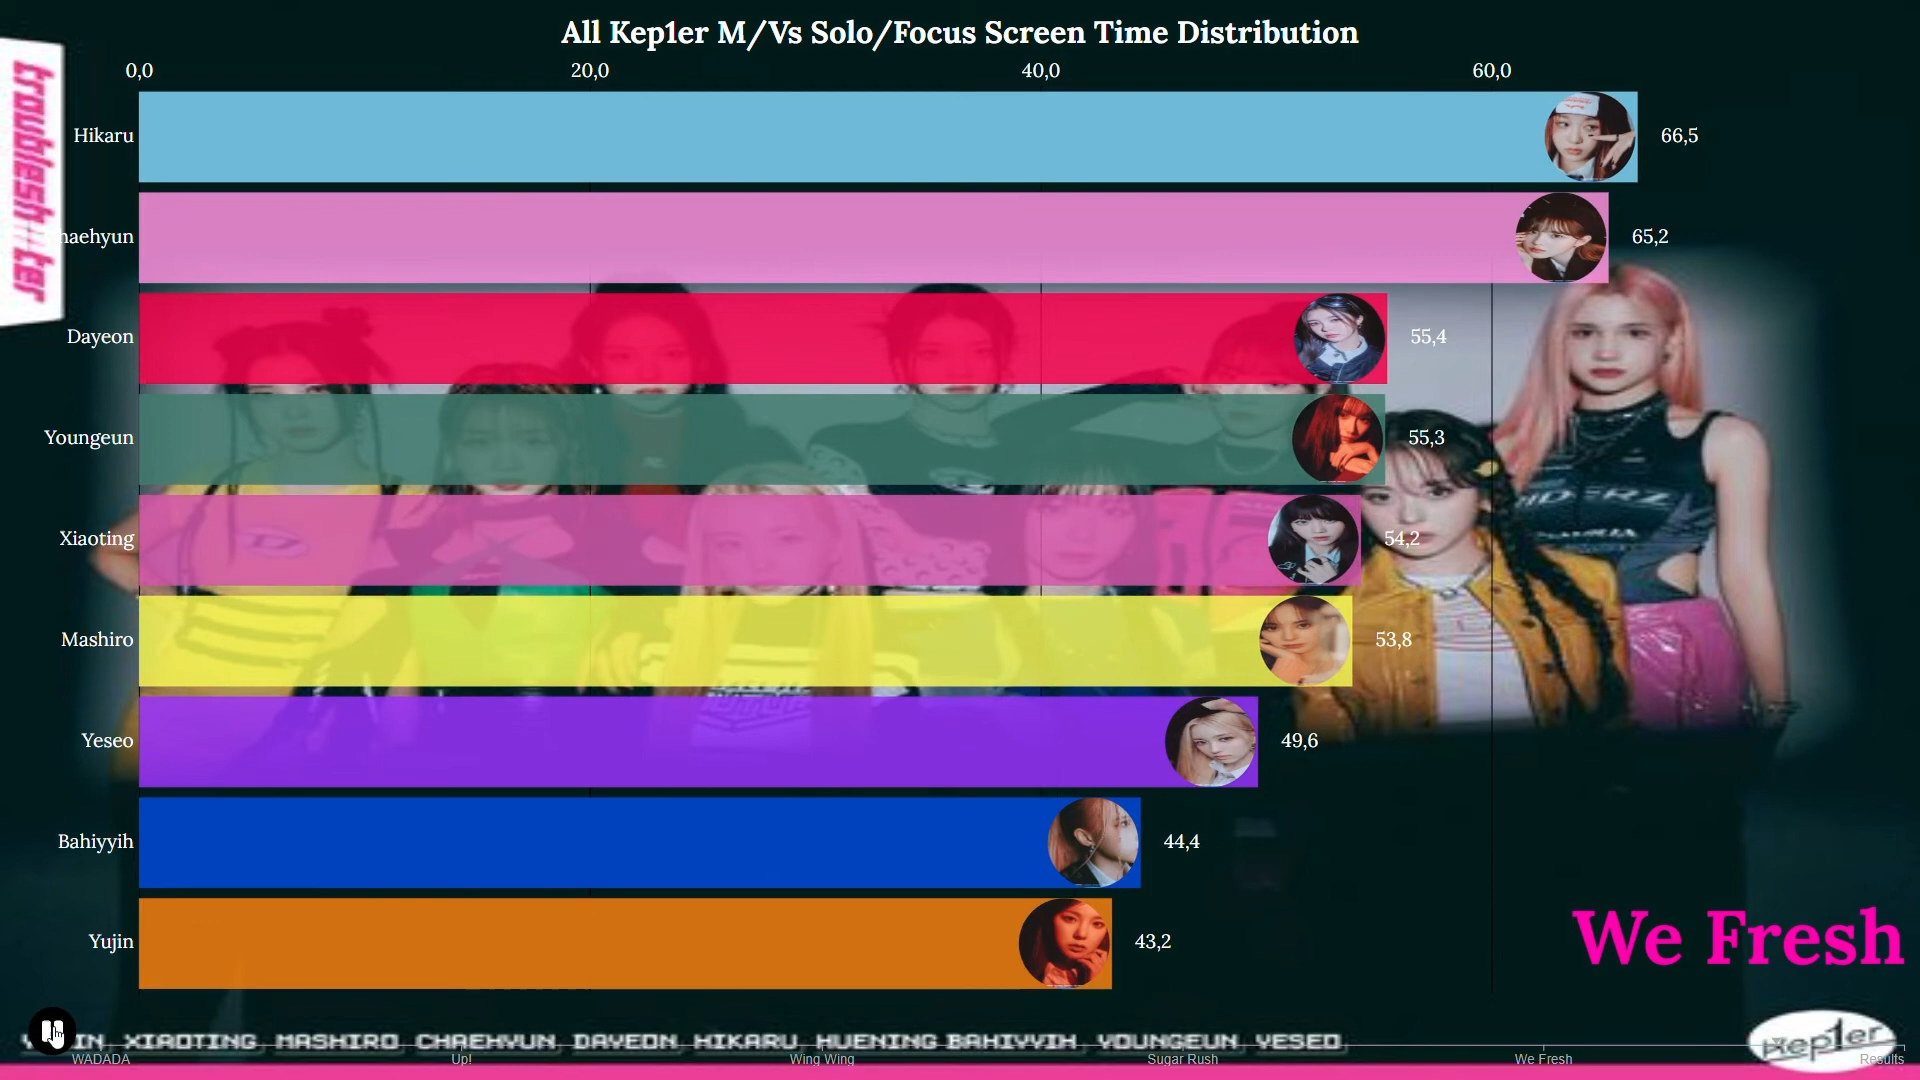 All Kep1er M/Vs Solo/Focus Screen Time Distribution
0,0 20,0 40,0 60,0
Hikaru 66,5
haehyun 65,2
Dayeon 55,4
Youngeun 55,3
Xiaoting 54,2
Mashiro 53,8
Yeseo 49,6
Bahiyyih 44,4
Yujin 43,2
We Fresh
XIAOTING MASHIRO CHAEHYUN DAYEON HIKARU HUENING BAHIYYIH YOUNGEUN YESEO
Kep1er
WADADA Up! Wing Wing Sugar Rush We Fresh Results